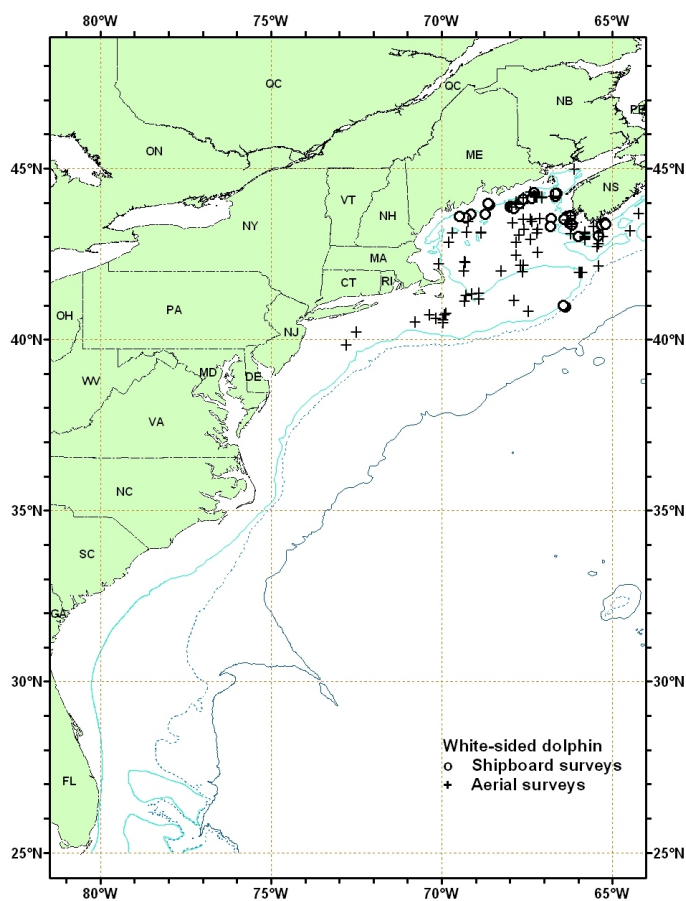 80°W 75°W 70°W 65°W
QC
QC
NB
PE
ON
45°N
45°N
ME
NS
VT
NH
NY
MA
CT
RI
PA
OH
NJ
40°N
40°N
MD
DE
WV
VA
NC
35°N
35°N
SC
GA
30°N
30°N
White-sided dolphin
o Shipboard surveys
+ Aerial surveys
FL
25°N
25°N
80°W 75°W 70°W 65°W